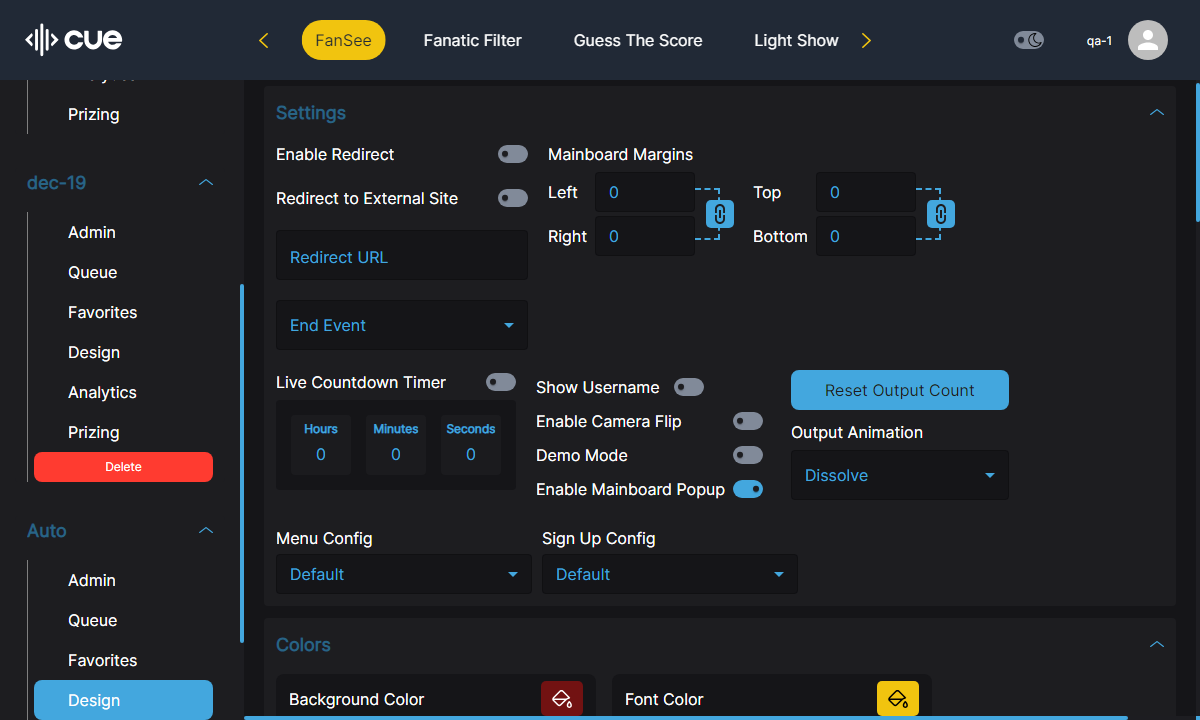 cue
FanSee
Fanatic Filter
Guess The Score
Light Show
qa-1
Prizing
dec-19
Admin
Queue
Favorites
Design
Analytics
Prizing
Delete
Auto
Admin
Queue
Favorites
Design
Settings
Enable Redirect
Redirect to External Site
Redirect URL
End Event
Mainboard Margins
Left 0
Right 0
Top 0
Bottom 0
Live Countdown Timer
Hours Minutes Seconds
0 0 0
Show Username
Enable Camera Flip
Demo Mode
Enable Mainboard Popup
Reset Output Count
Output Animation
Dissolve
Menu Config
Default
Sign Up Config
Default
Colors
Background Color
Font Color